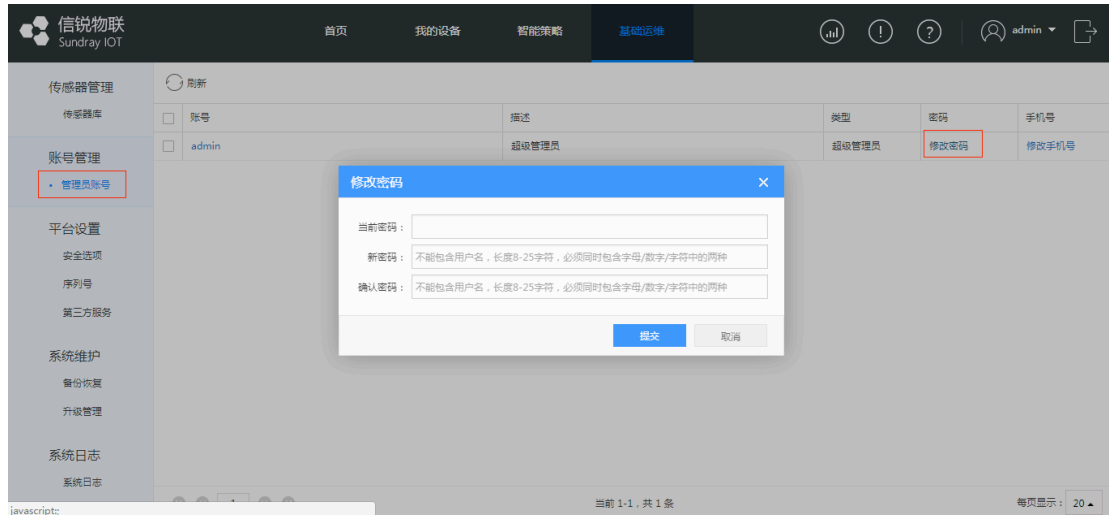 信锐物联
Sundray IOT
首页
我的设备
智能策略
基础运维
admin
传感器管理
传感器库
账号管理
管理员账号
平台设置
安全选项
序列号
第三方服务
系统维护
备份恢复
升级管理
系统日志
系统日志
刷新
账号 描述 类型 密码 手机号
admin 超级管理员 超级管理员 修改密码 修改手机号
修改密码
当前密码：
新密码： 不能包含用户名，长度8-25字符，必须同时包含字母/数字/字符中的两种
确认密码： 不能包含用户名，长度8-25字符，必须同时包含字母/数字/字符中的两种
提交 取消
1 当前 1-1，共 1 条 每页显示： 20
javascript:;